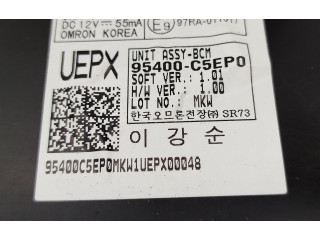 DC 12V 55mA
OMRON KOREA
E9
UEPX
UNIT ASSY-BCM
95400-C5EP0
SOFT VER.: 1.01
H/W VER.: 1.00
LOT NO.: MKW
한국오므론전장㈜ SR73
이 강 순
95400C5EP0MKW1UEPX00048